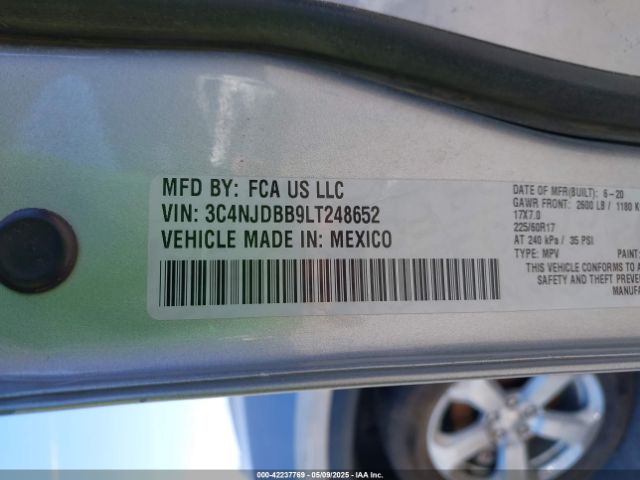 MFD BY: FCA US LLC
VIN: 3C4NJDBB9LT248652
VEHICLE MADE IN: MEXICO
DATE OF MFR(BUILT): 6-20
GAWR FRONT: 2600 LB / 1180 K
17X7.0
225/60R17
AT 240 kPa / 35 PSI
TYPE: MPV PAINT:
THIS VEHICLE CONFORMS TO A
SAFETY AND THEFT PREVE
MANUFA
000-42237769 05/09/2025 IAAI.COM